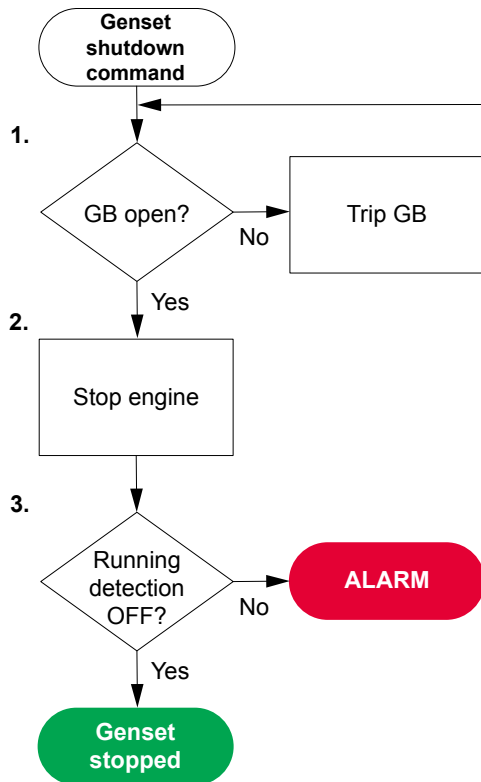 Genset
shutdown
command
1.
GB open?
No
Trip GB
Yes
2.
Stop engine
3.
Running
detection
OFF?
No
ALARM
Yes
Genset
stopped